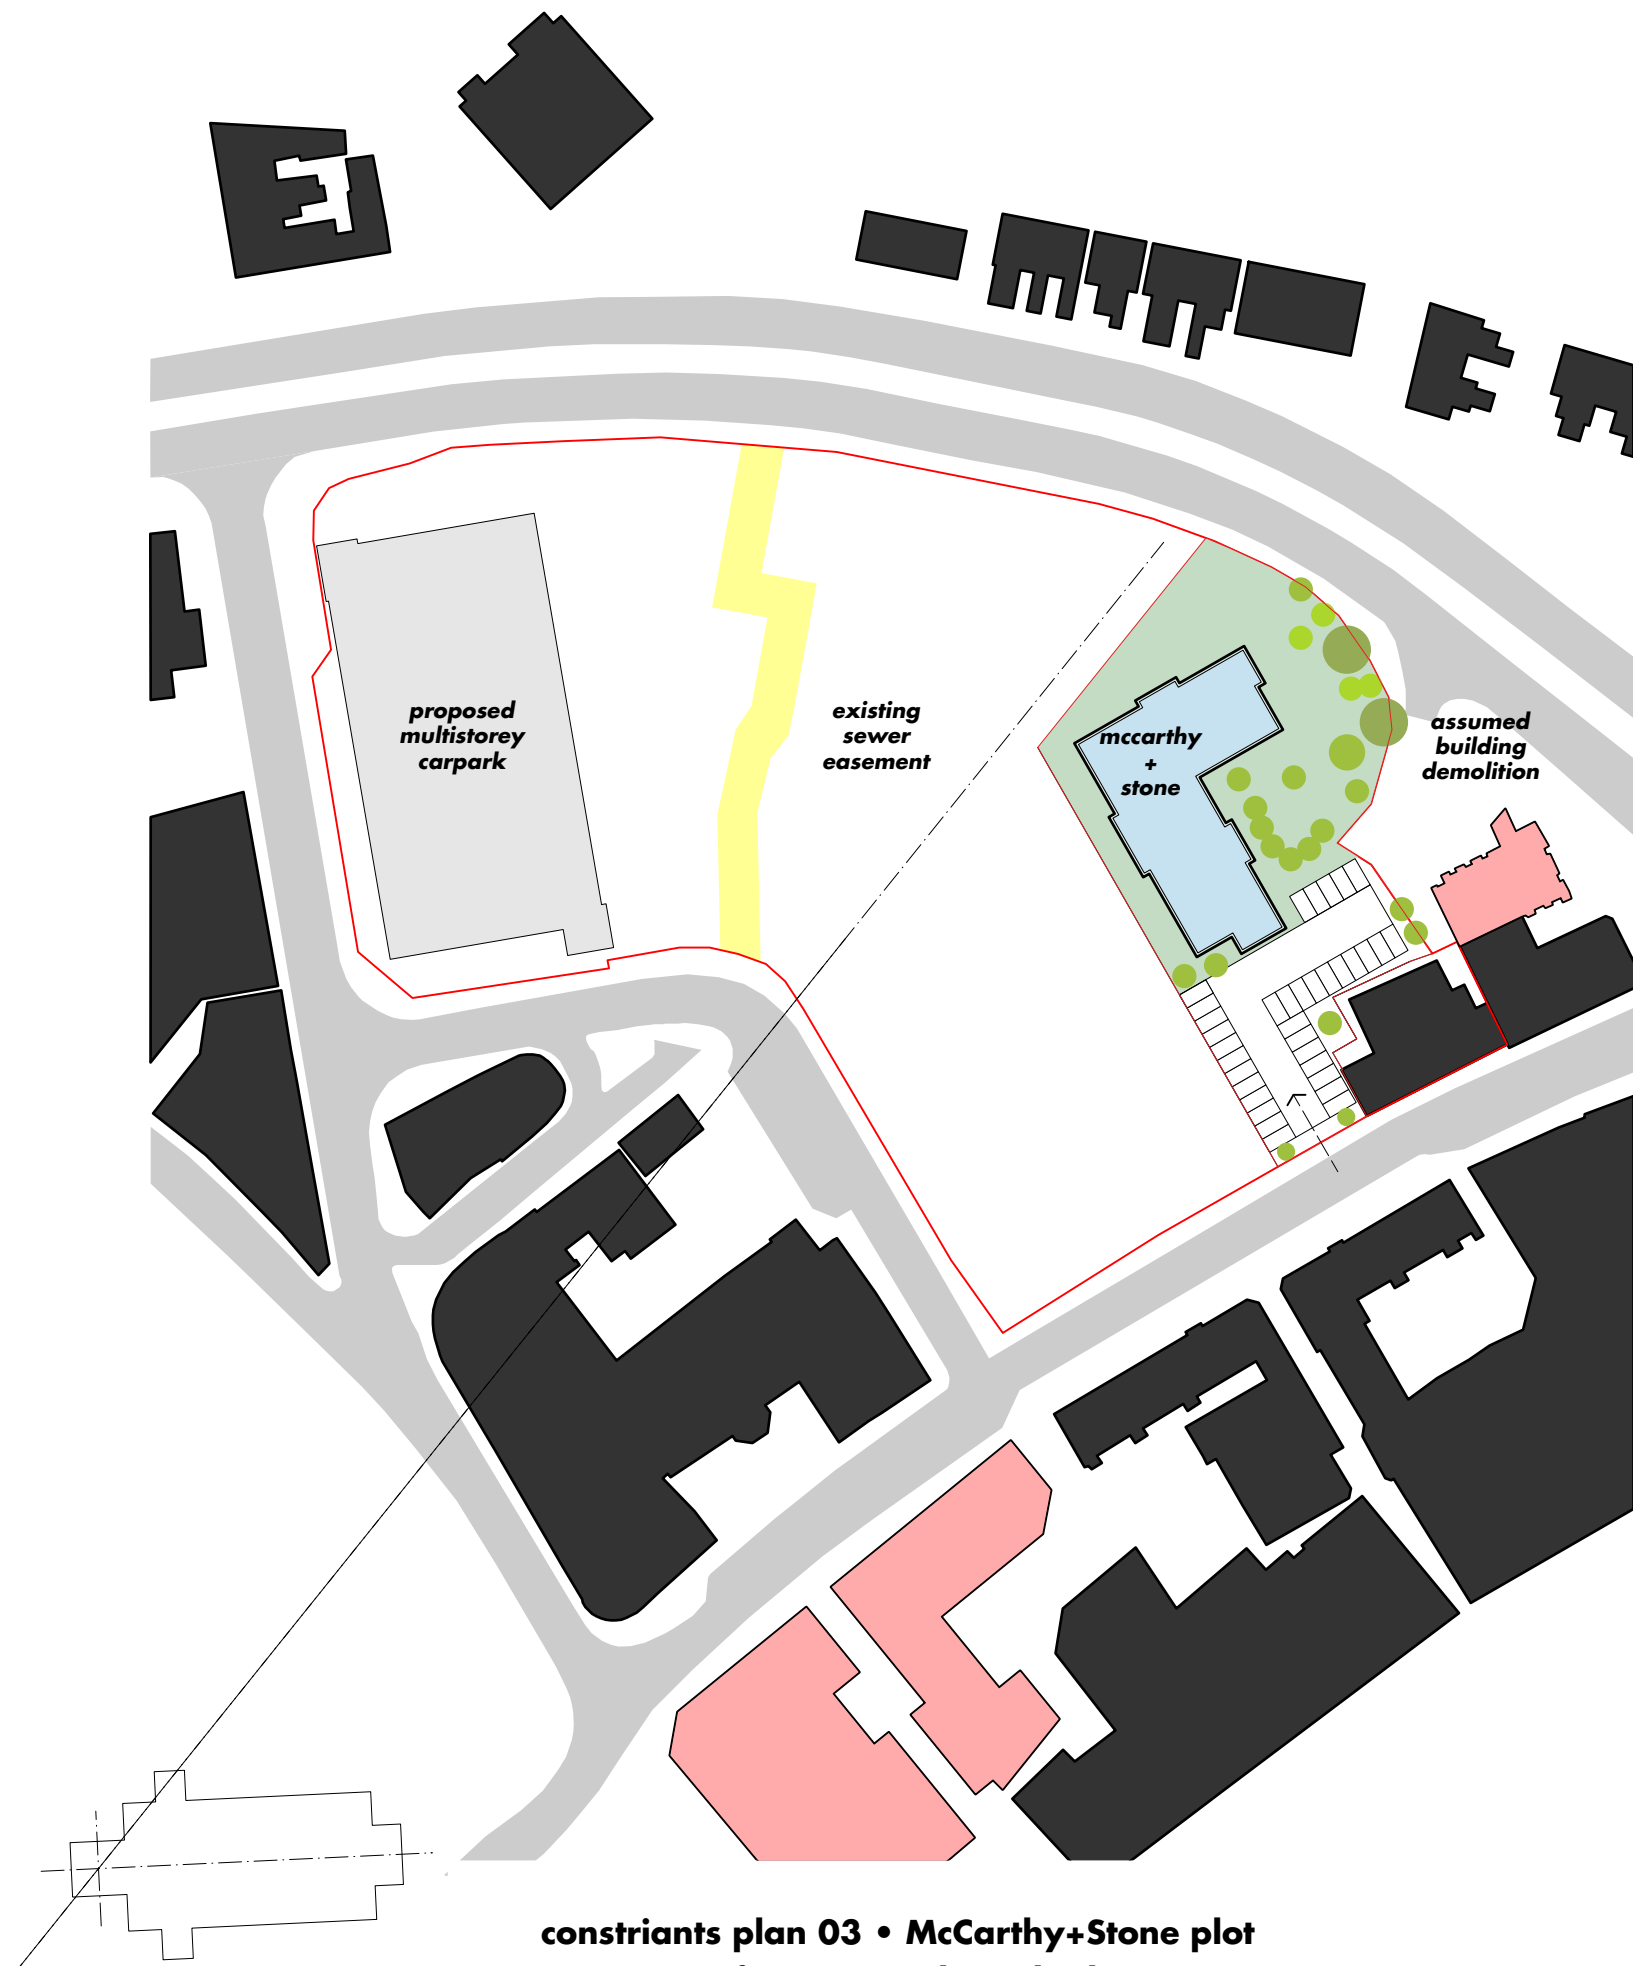 proposed
multistorey
carpark
existing
sewer
easement
mccarthy
+
stone
assumed
building
demolition
constriants plan 03 • McCarthy+Stone plot